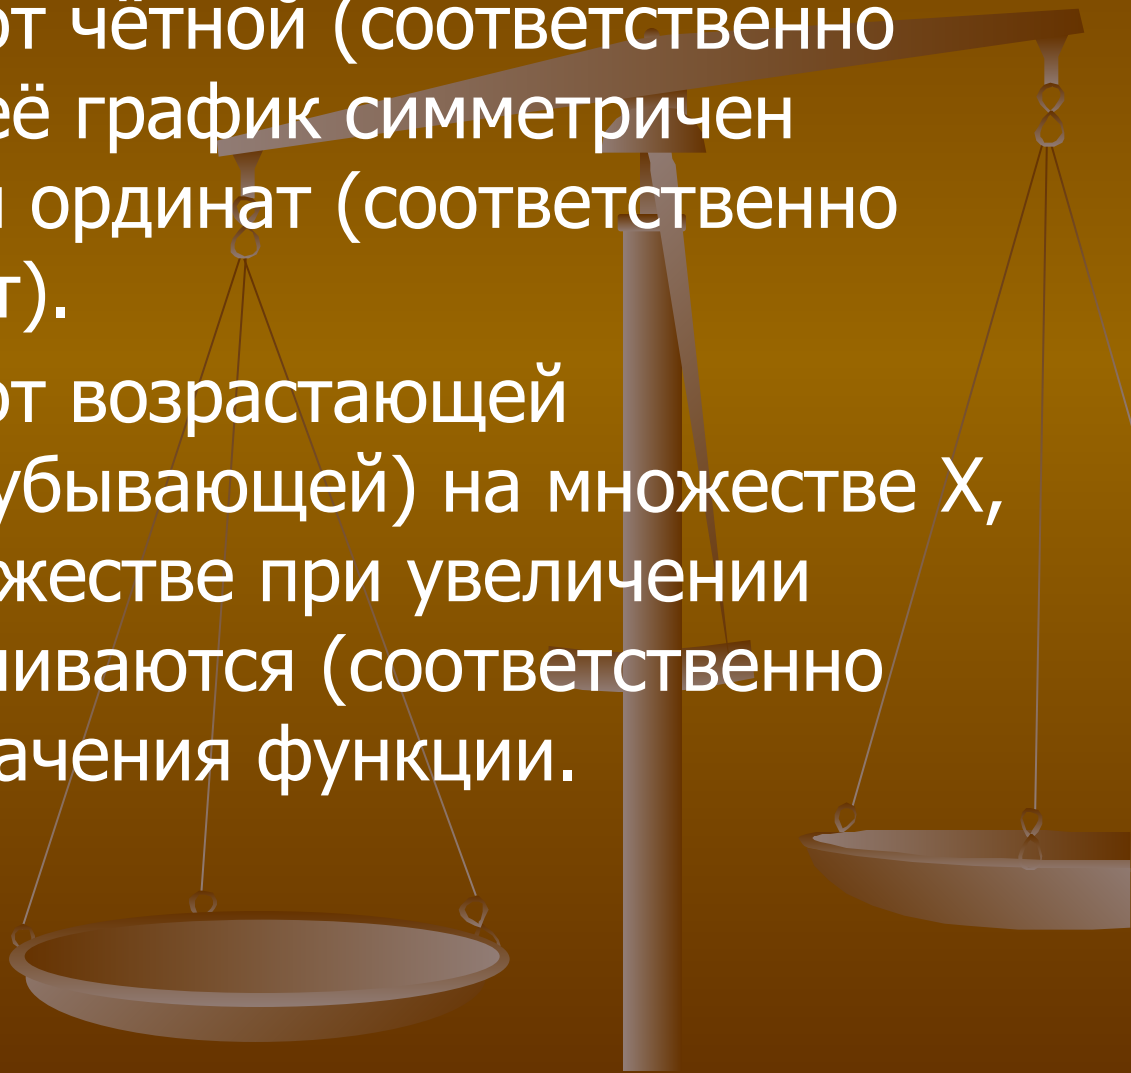 от чётной (соответственно
её график симметричен
ординат (соответственно
т).
от возрастающей
убывающей) на множестве X,
жестве при увеличении
иваются (соответственно
ачения функции.